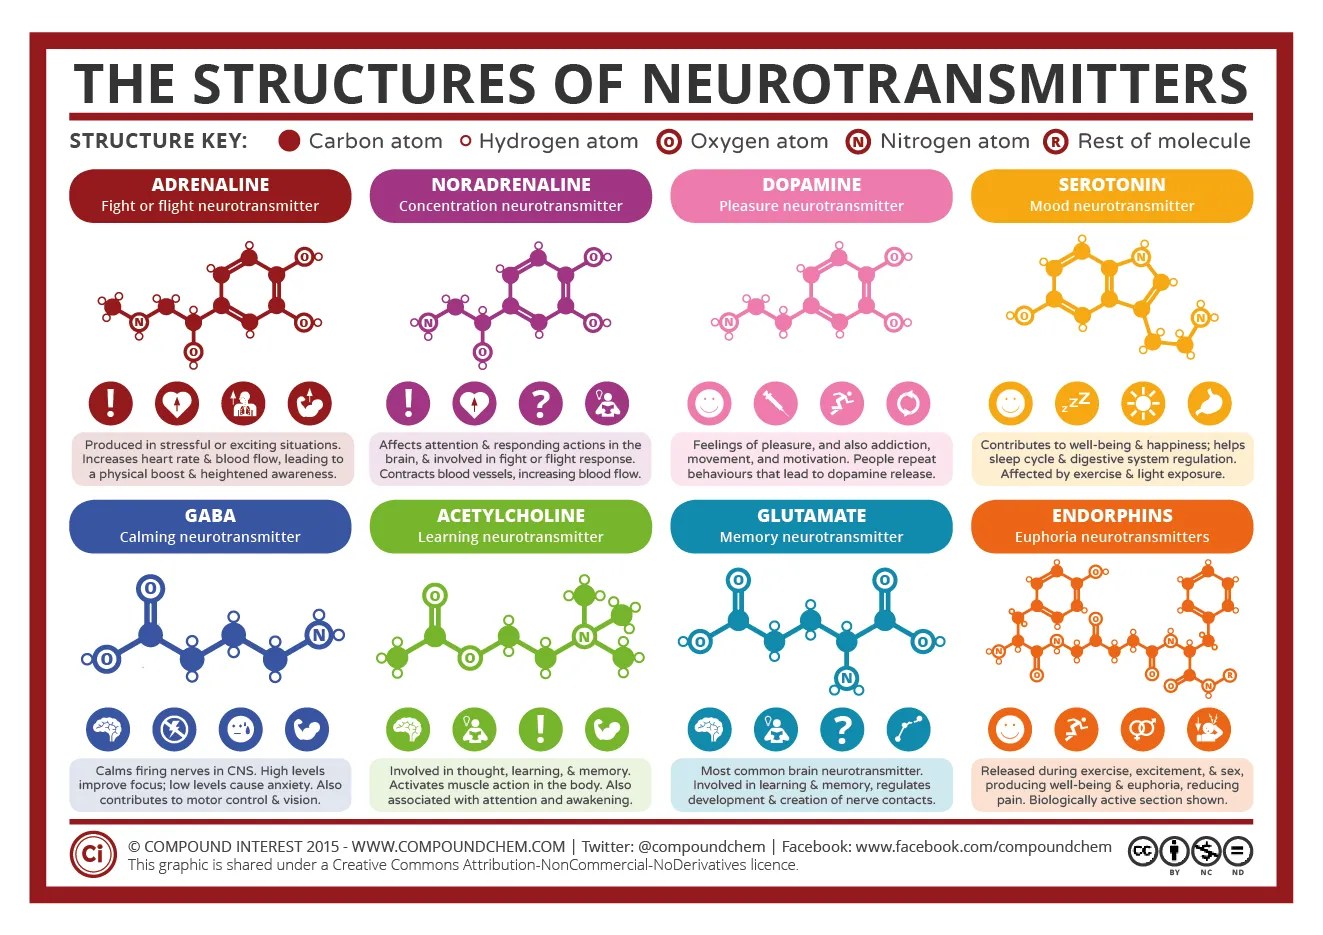 THE STRUCTURES OF NEUROTRANSMITTERS
STRUCTURE KEY: Carbon atom Hydrogen atom O Oxygen atom N Nitrogen atom R Rest of molecule
ADRENALINE
Fight or flight neurotransmitter
O
N
O
O
!
Produced in stressful or exciting situations.
Increases heart rate & blood flow, leading to
a physical boost & heightened awareness.
NORADRENALINE
Concentration neurotransmitter
O
N
O
O
! ?
Affects attention & responding actions in the
brain, & involved in fight or flight response.
Contracts blood vessels, increasing blood flow.
DOPAMINE
Pleasure neurotransmitter
O
N
O
Feelings of pleasure, and also addiction,
movement, and motivation. People repeat
behaviours that lead to dopamine release.
SEROTONIN
Mood neurotransmitter
N
O
N
zzZ
Contributes to well-being & happiness; helps
sleep cycle & digestive system regulation.
Affected by exercise & light exposure.
GABA
Calming neurotransmitter
O
N
O
Calms firing nerves in CNS. High levels
improve focus; low levels cause anxiety. Also
contributes to motor control & vision.
ACETYLCHOLINE
Learning neurotransmitter
O
N
O
!
Involved in thought, learning, & memory.
Activates muscle action in the body. Also
associated with attention and awakening.
GLUTAMATE
Memory neurotransmitter
O O
O O
N
?
Most common brain neurotransmitter.
Involved in learning & memory, regulates
development & creation of nerve contacts.
ENDORPHINS
Euphoria neurotransmitters
O
O
N N
N
O O
O N R
Released during exercise, excitement, & sex,
producing well-being & euphoria, reducing
pain. Biologically active section shown.
Ci
© COMPOUND INTEREST 2015 - WWW.COMPOUNDCHEM.COM | Twitter: @compoundchem | Facebook: www.facebook.com/compoundchem
This graphic is shared under a Creative Commons Attribution-NonCommercial-NoDerivatives licence.
cc $ =
BY NC ND